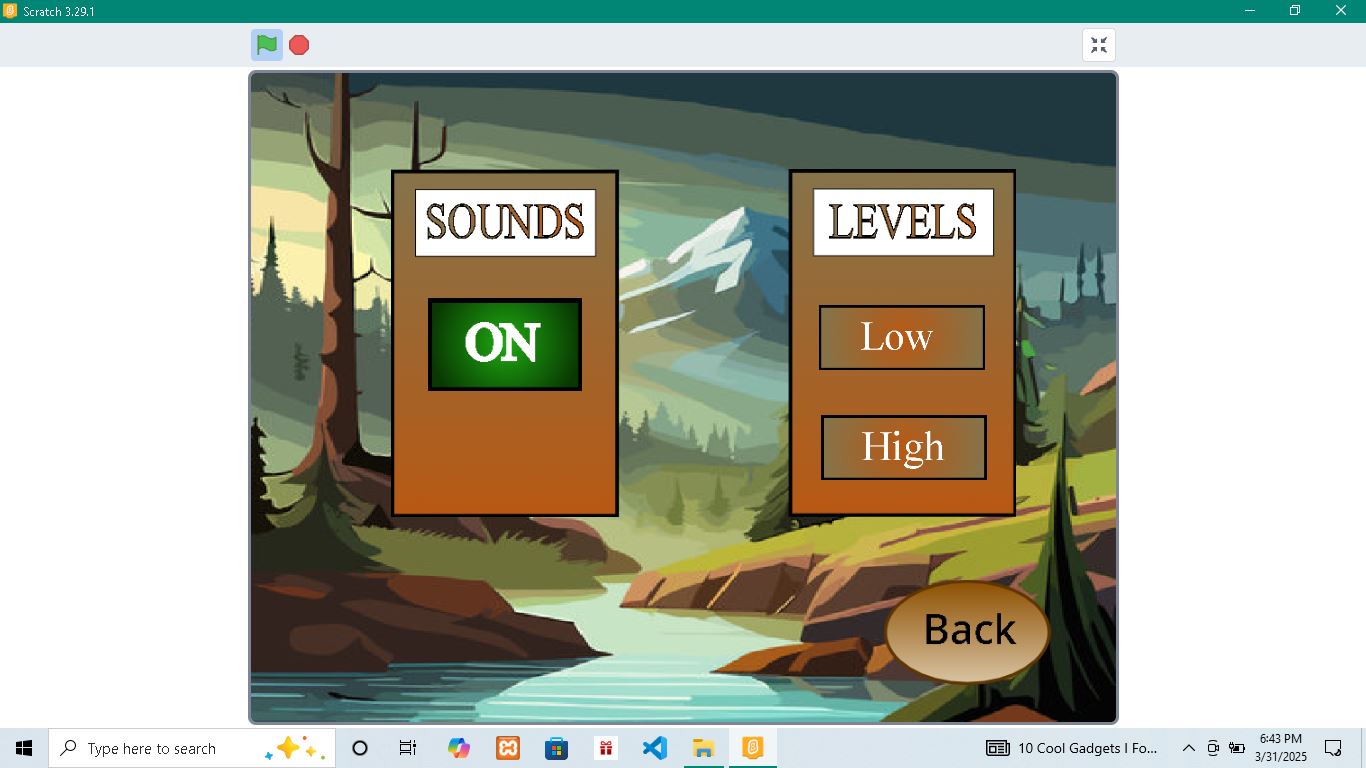 Scratch 3.29.1
SOUNDS
LEVELS
ON
Low
High
Back
Type here to search
10 Cool Gadgets I Fo...
6:43 PM
3/31/2025